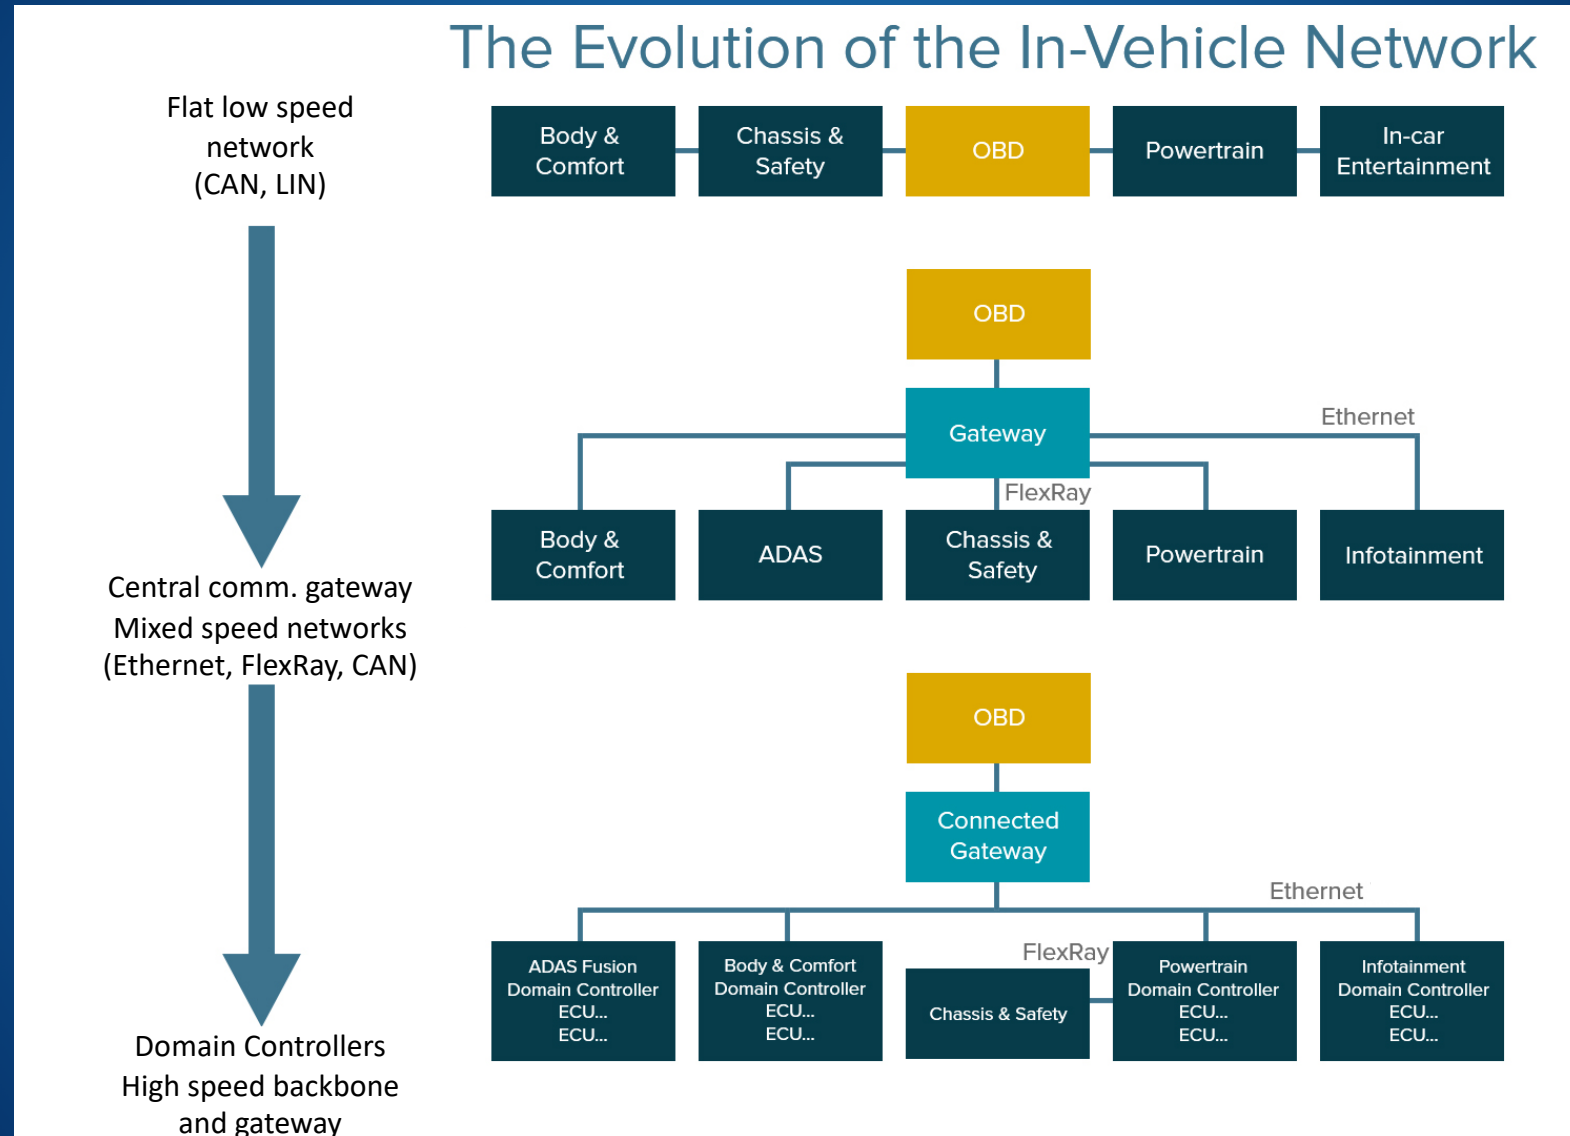 The Evolution of the In-Vehicle Network
Flat low speed
network
(CAN, LIN)
Body &
Comfort
Chassis &
Safety
OBD
Powertrain
In-car
Entertainment
OBD
Gateway
Ethernet
FlexRay
Body &
Comfort
ADAS
Chassis &
Safety
Powertrain
Infotainment
Central comm. gateway
Mixed speed networks
(Ethernet, FlexRay, CAN)
OBD
Connected
Gateway
Ethernet
FlexRay
ADAS Fusion
Domain Controller
ECU...
ECU...
Body & Comfort
Domain Controller
ECU...
ECU...
Chassis & Safety
Powertrain
Domain Controller
ECU...
ECU...
Infotainment
Domain Controller
ECU...
ECU...
Domain Controllers
High speed backbone
and gateway